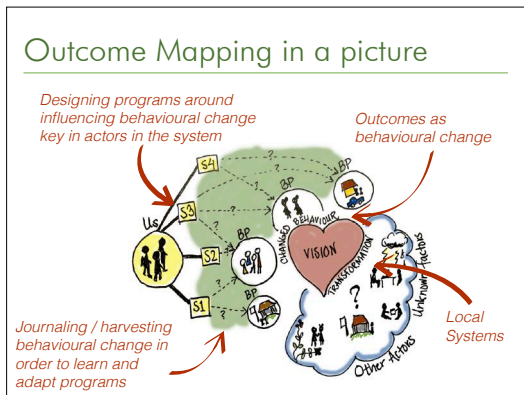 Outcome Mapping in a picture
Designing programs around
influencing behavioural change
key in actors in the system
Outcomes as
behavioural change
S4
?
?
BP
?
S3
?
?
BP
Us
?
BP
CHANGED BEHAVIOUR
VISION
TRANSFORMATION
S2
?
S1
?
BP
?
Unknown factors
Other Actors
Local
Systems
Journaling / harvesting
behavioural change in
order to learn and
adapt programs